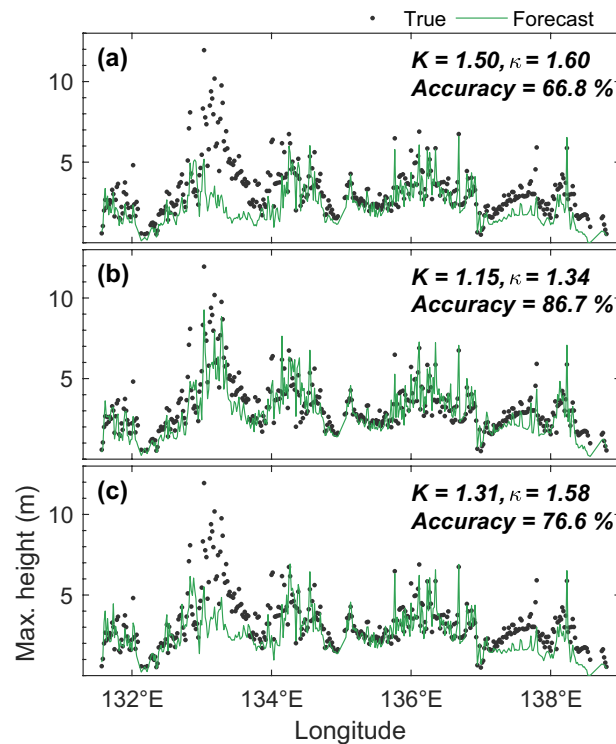 True Forecast
(a)
K = 1.50, κ = 1.60
Accuracy = 66.8 %
10
5
(b)
K = 1.15, κ = 1.34
Accuracy = 86.7 %
10
5
(c)
K = 1.31, κ = 1.58
Accuracy = 76.6 %
10
5
Max. height (m)
132°E 134°E 136°E 138°E
Longitude